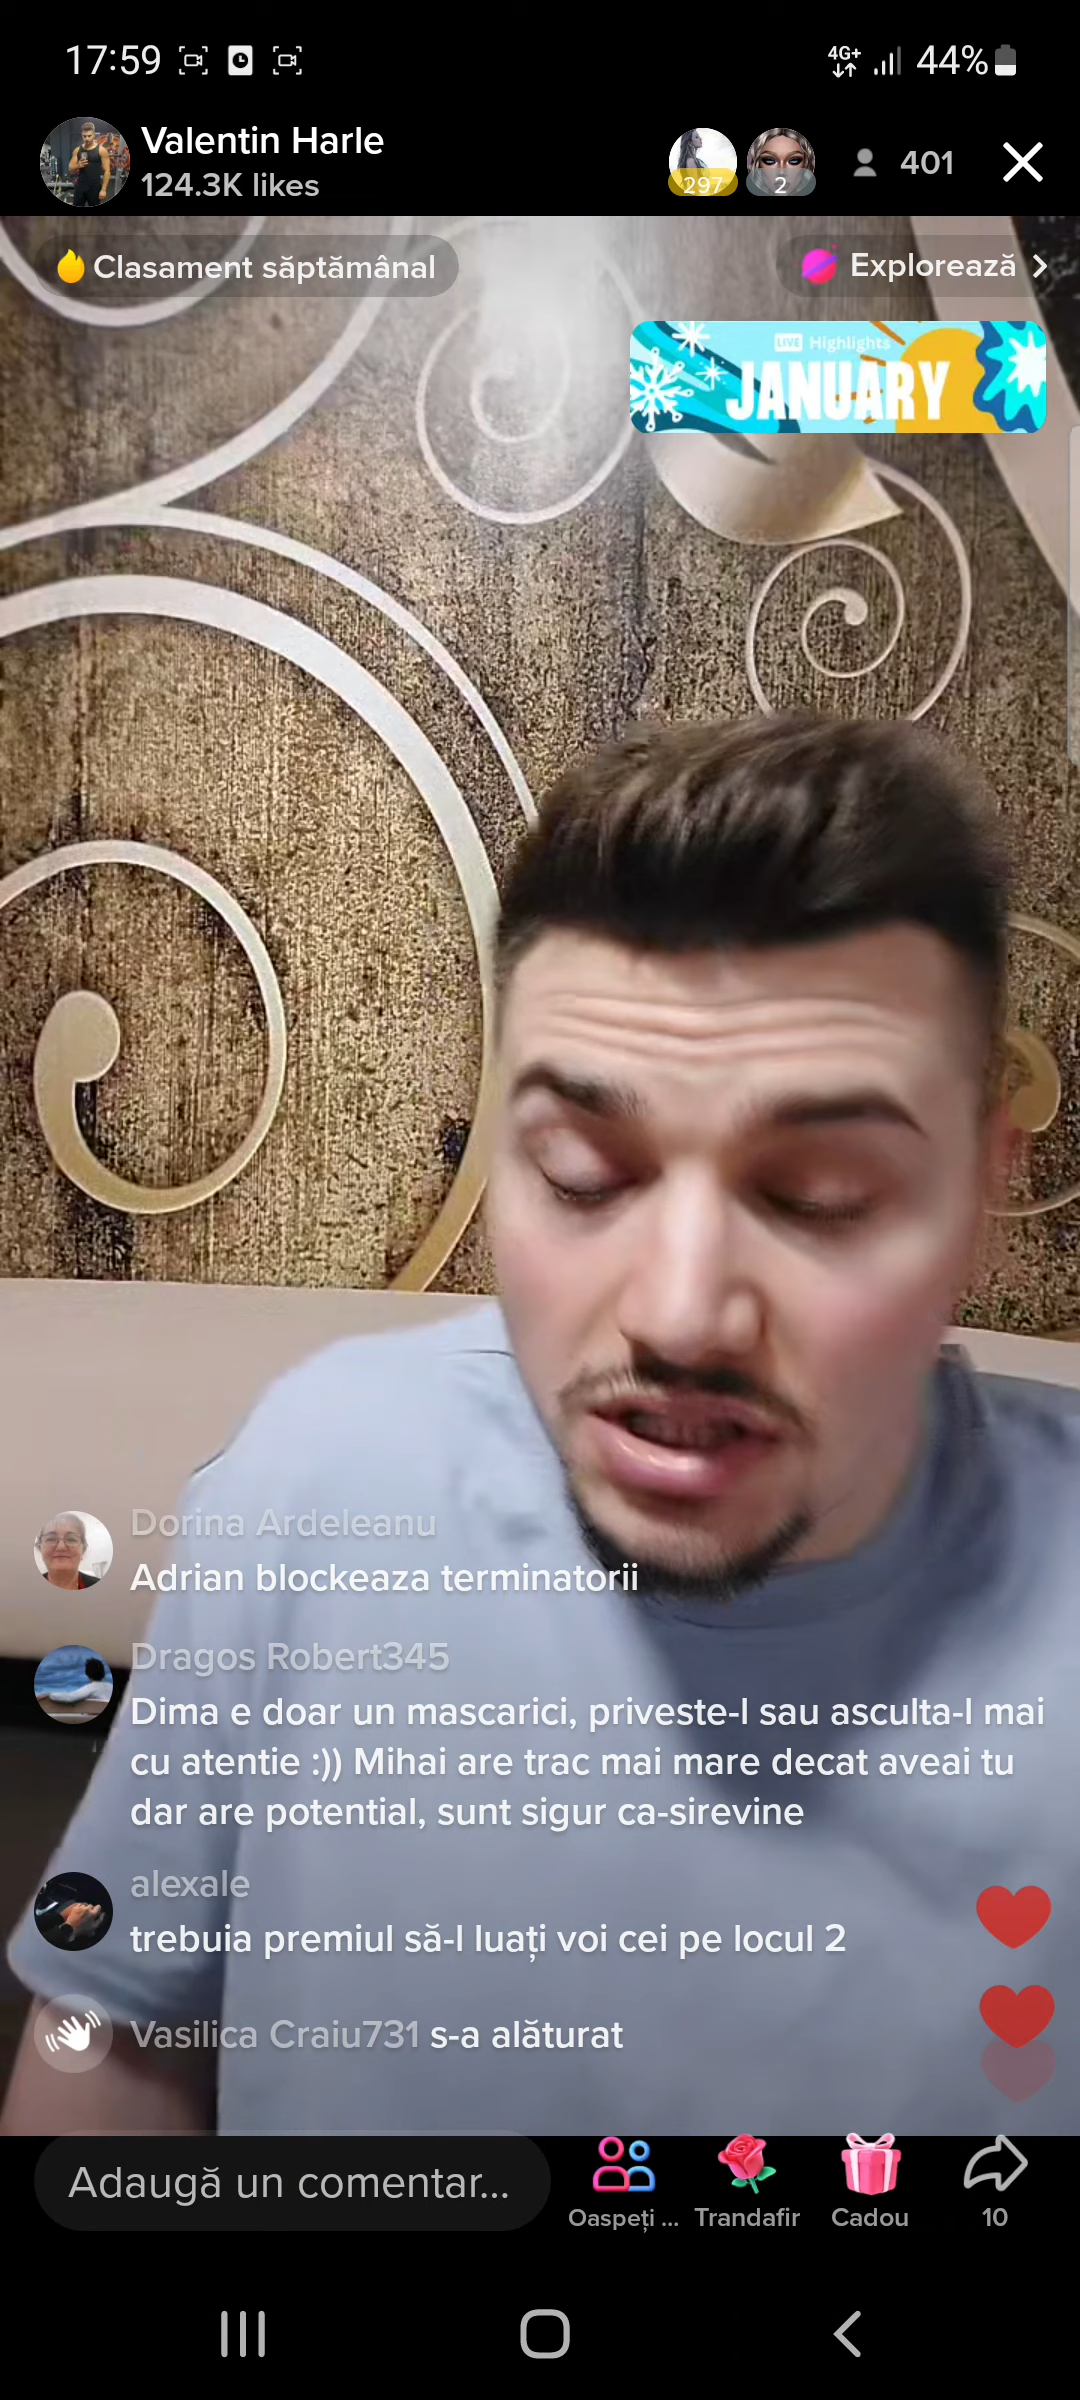 17:59
4G+
44%
Valentin Harle
124.3K likes
297
2
401
Clasament săptămânal
Explorează
LIVE Highlights
JANUARY
Dorina Ardeleanu
Adrian blockeaza terminatorii
Dragos Robert345
Dima e doar un mascarici, priveste-l sau asculta-l mai
cu atentie :)) Mihai are trac mai mare decat aveai tu
dar are potential, sunt sigur ca-sirevine
alexale
trebuia premiul să-l luați voi cei pe locul 2
Vasilica Craiu731 s-a alăturat
Adaugă un comentar...
Oaspeți ...
Trandafir
Cadou
10